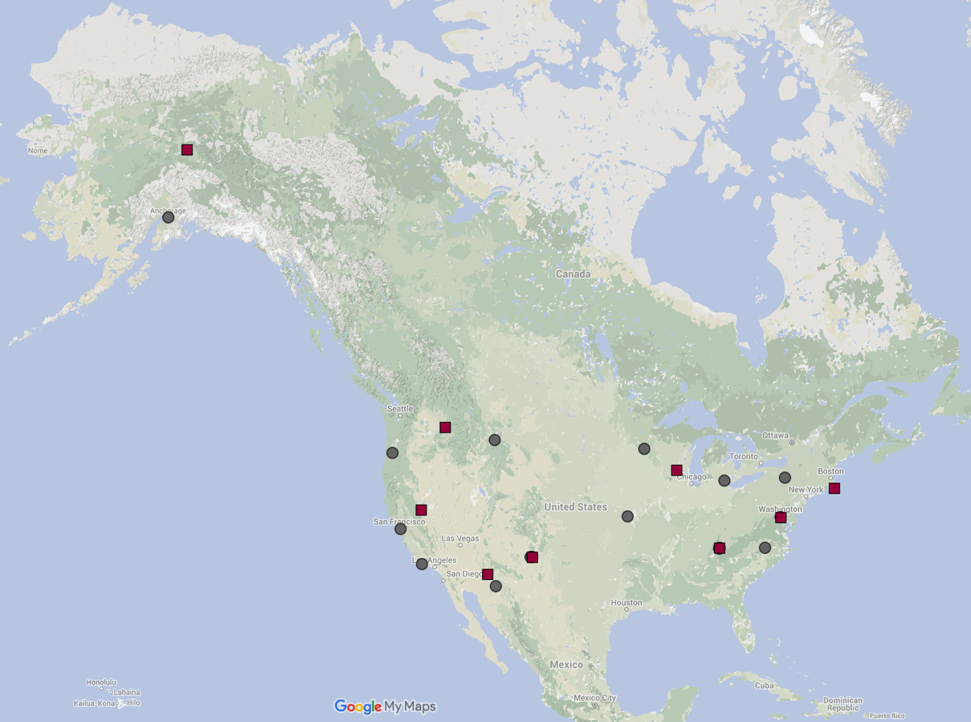 Nome
Anchorage
Canada
Seattle
Ottawa
Toronto
Boston
Chicago
New York
United States
Washington
San Francisco
Las Vegas
Los Angeles
San Diego
Houston
Mexico
Honolulu
Lahaina
Kailua-Kona
Hilo
Cuba
Mexico City
Dominican
Republic
Puerto Rico
Google My Maps